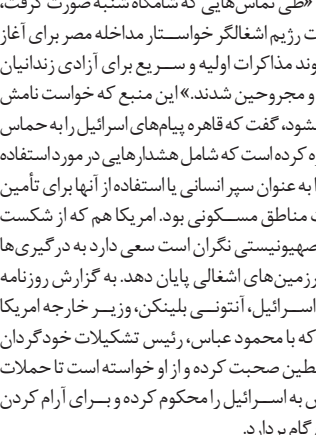 «طی تماس‌هایی که شامگاه شنبه صورت گرفت،
ت رژیم اشغالگر خواستار مداخله مصر برای آغاز
وند مذاکرات اولیه و سریع برای آزادی زندانیان
و مجروحین شدند.» این منبع که خواست نامش
شود، گفت که قاهره پیام‌های اسرائیل را به حماس
ه کرده است که شامل هشدارهایی در مورد استفاده
ا به عنوان سپر انسانی یا استفاده از آنها برای تأمین
ت مناطق مسکونی بود. امریکا هم که از شکست
صهیونیستی نگران است سعی دارد به درگیری‌ها
رزمین‌های اشغالی پایان دهد. به گزارش روزنامه
اسرائیل، آنتونی بلینکن، وزیر خارجه امریکا
که با محمود عباس، رئیس تشکیلات خودگردان
طین صحبت کرده و از او خواسته است تا حملات
س به اسرائیل را محکوم کرده و برای آرام کردن
گام بردارد.